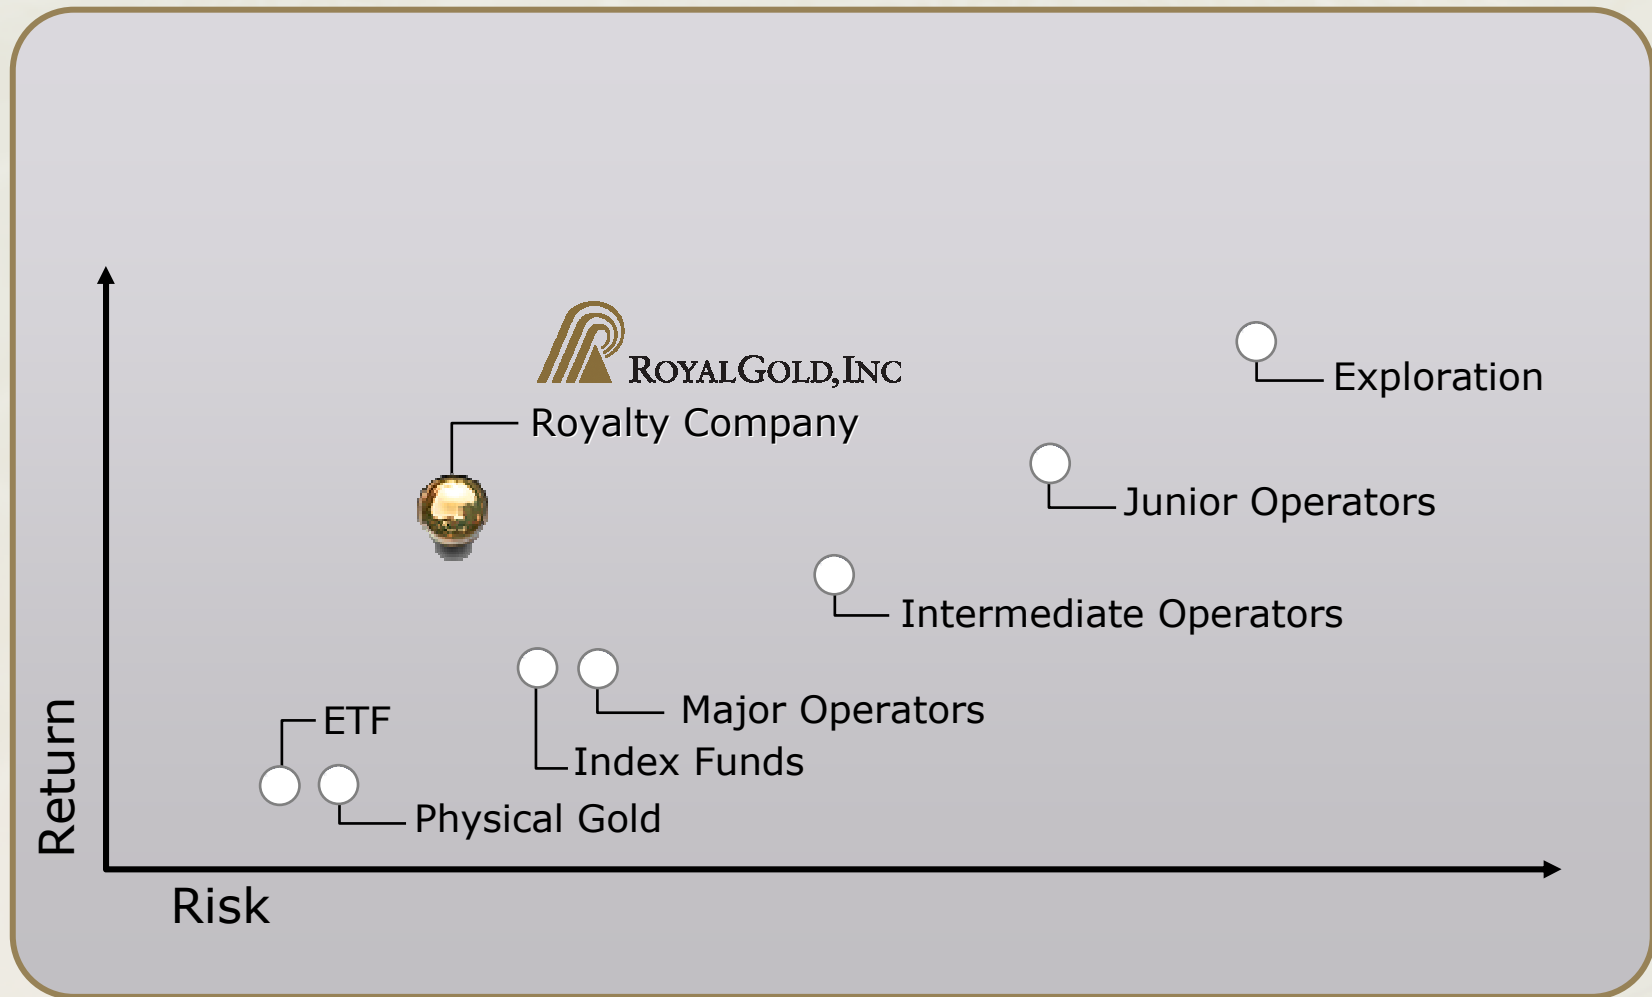 ROYAL GOLD, INC
Royalty Company
Exploration
Junior Operators
Intermediate Operators
Major Operators
Index Funds
ETF
Physical Gold
Return
Risk